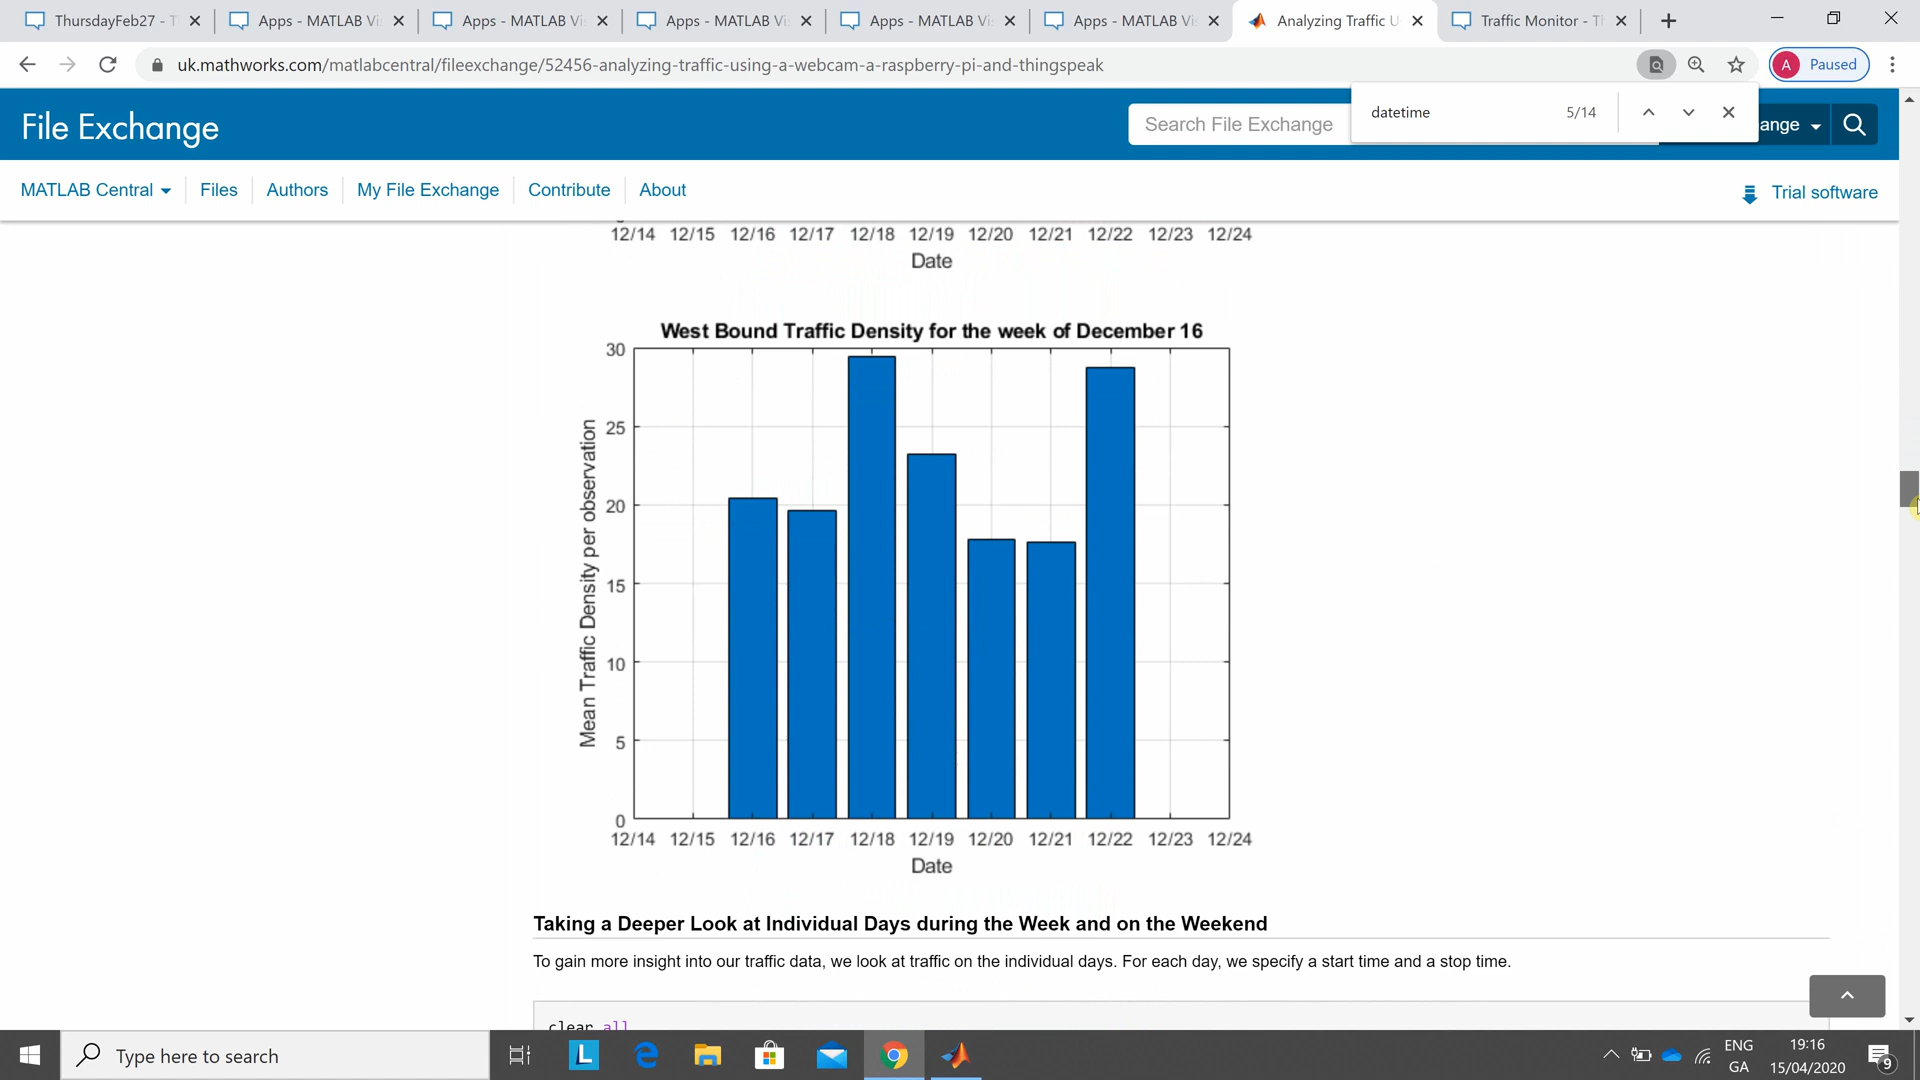 ThursdayFeb27 - T
Apps - MATLAB Vi
Apps - MATLAB Vi
Apps - MATLAB Vi
Apps - MATLAB Vi
Apps - MATLAB Vi
Analyzing Traffic U
Traffic Monitor - Th
uk.mathworks.com/matlabcentral/fileexchange/52456-analyzing-traffic-using-a-webcam-a-raspberry-pi-and-thingspeak
A Paused
datetime 5/14
File Exchange
Search File Exchange
ange
MATLAB Central
Files
Authors
My File Exchange
Contribute
About
Trial software
12/14 12/15 12/16 12/17 12/18 12/19 12/20 12/21 12/22 12/23 12/24
Date
West Bound Traffic Density for the week of December 16
Mean Traffic Density per observation
30
25
20
15
10
5
0
12/14 12/15 12/16 12/17 12/18 12/19 12/20 12/21 12/22 12/23 12/24
Date
Taking a Deeper Look at Individual Days during the Week and on the Weekend
To gain more insight into our traffic data, we look at traffic on the individual days. For each day, we specify a start time and a stop time.
clear all
Type here to search
L
ENG
GA
19:16
15/04/2020
9